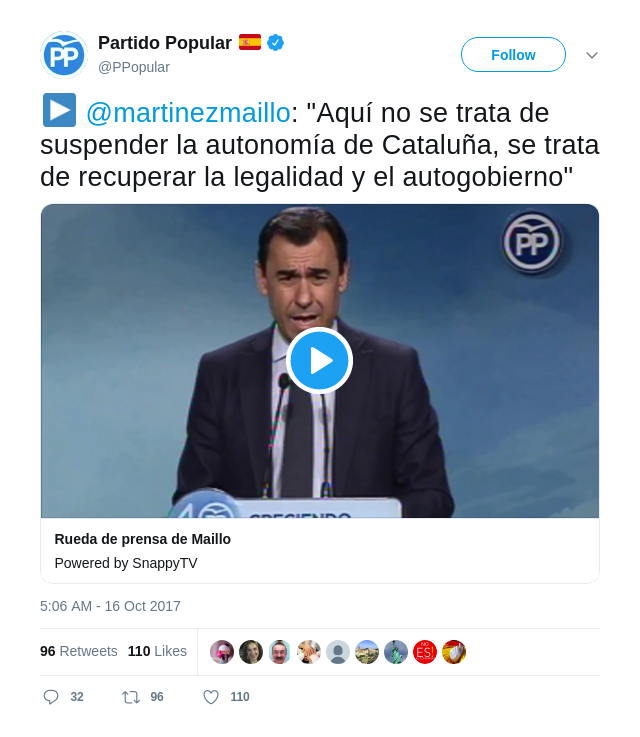 PP
Partido Popular
@PPopular
Follow
@martinezmaillo: "Aquí no se trata de
suspender la autonomía de Cataluña, se trata
de recuperar la legalidad y el autogobierno"
PP
CRECIENDO
Rueda de prensa de Maillo
Powered by SnappyTV
5:06 AM - 16 Oct 2017
96 Retweets 110 Likes
NO
ES!
32 96 110